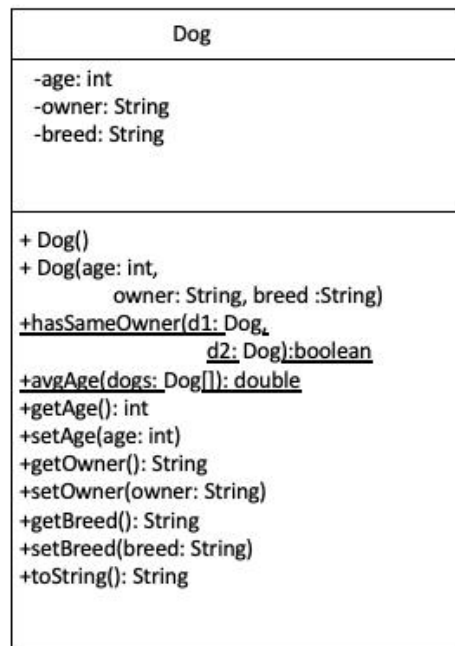 Dog
-age: int
-owner: String
-breed: String
+ Dog()
+ Dog(age: int,
owner: String, breed :String)
+hasSameOwner(d1: Dog,
d2: Dog):boolean
+avgAge(dogs: Dog[]): double
+getAge(): int
+setAge(age: int)
+getOwner(): String
+setOwner(owner: String)
+getBreed(): String
+setBreed(breed: String)
+toString(): String